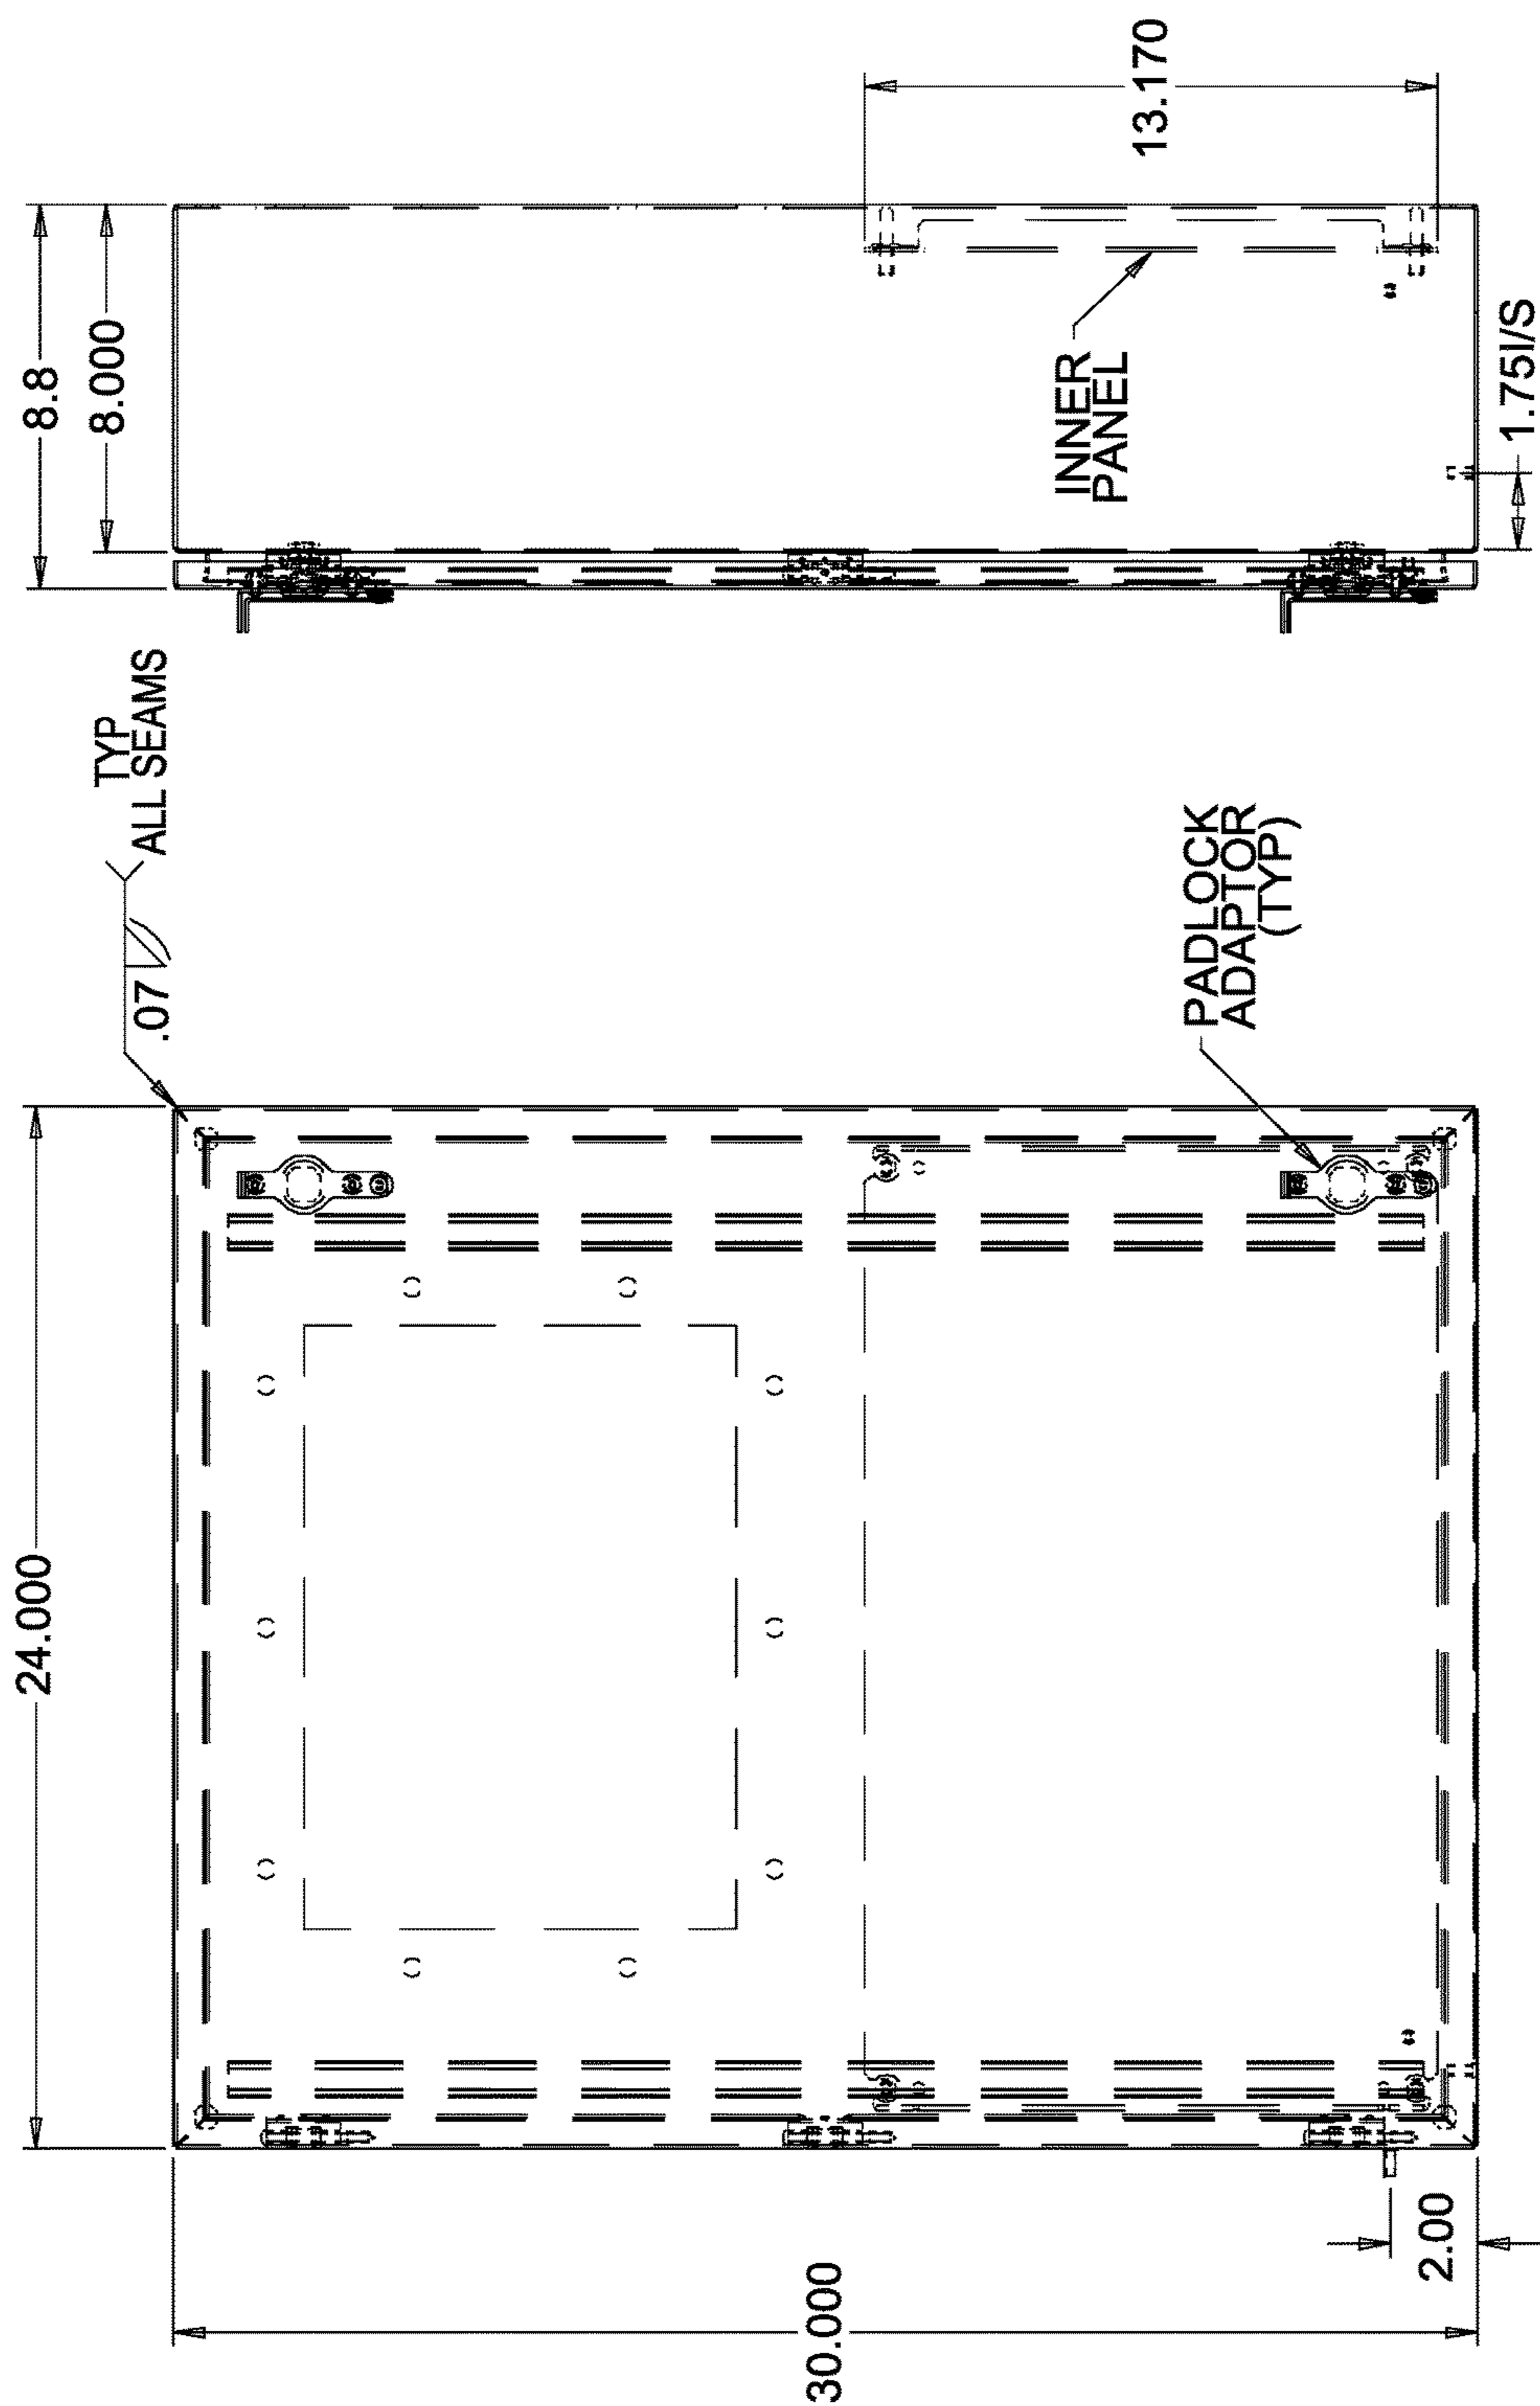 24.000
.07
TYP
ALL SEAMS
8.8
8.000
PADLOCK
ADAPTOR
(TYP)
INNER
PANEL
13.170
30.000
2.00
1.75I/S